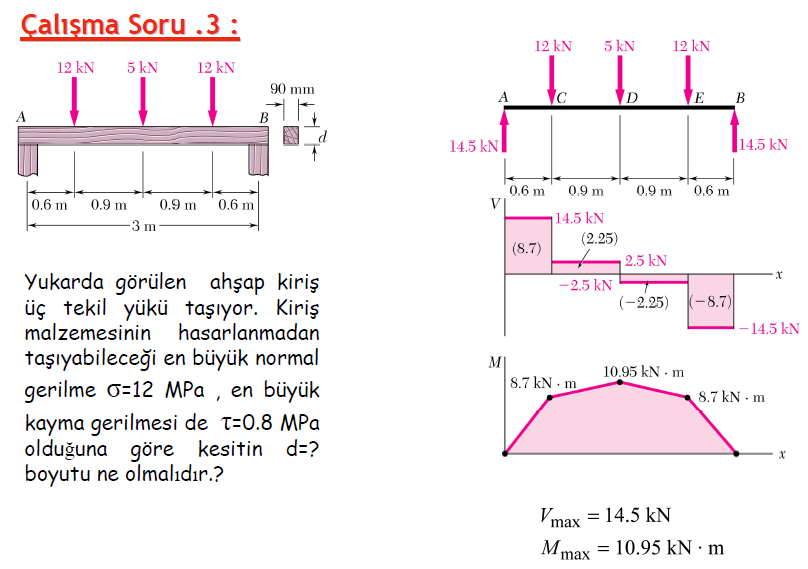 Çalışma Soru .3 :
12 kN 5 kN 12 kN
90 mm
A B
d
0.6 m 0.9 m 0.9 m 0.6 m
3 m
Yukarda görülen ahşap kiriş
üç tekil yükü taşıyor. Kiriş
malzemesinin hasarlanmadan
taşıyabileceği en büyük normal
gerilme σ=12 MPa , en büyük
kayma gerilmesi de τ=0.8 MPa
olduğuna göre kesitin d=?
boyutu ne olmalıdır.?
12 kN 5 kN 12 kN
A C D E B
14.5 kN 14.5 kN
0.6 m 0.9 m 0.9 m 0.6 m
V
14.5 kN
(8.7) (2.25)
2.5 kN
x
−2.5 kN
(−2.25) (−8.7)
−14.5 kN
M
10.95 kN · m
8.7 kN · m
8.7 kN · m
x
Vmax = 14.5 kN
Mmax = 10.95 kN · m